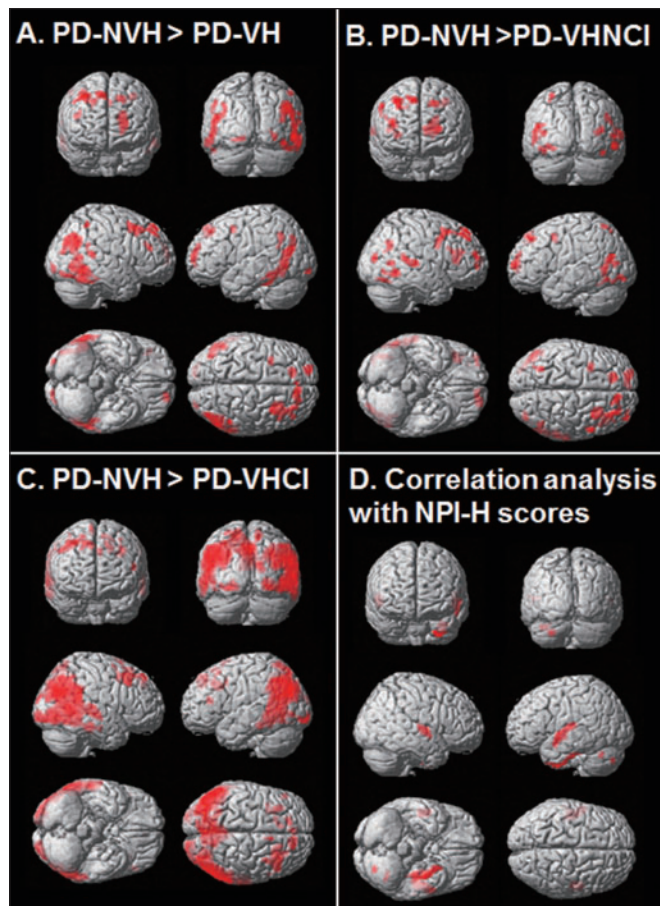 A. PD-NVH > PD-VH
B. PD-NVH >PD-VHNCI
C. PD-NVH > PD-VHCI
D. Correlation analysis
with NPI-H scores